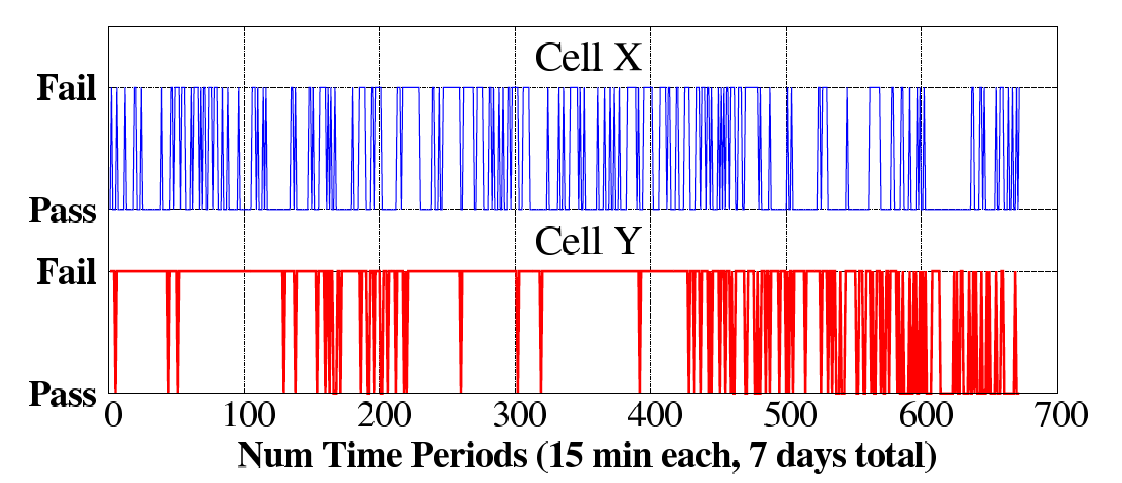 Cell X
Fail
Pass
Cell Y
Fail
Pass
0 100 200 300 400 500 600 700
Num Time Periods (15 min each, 7 days total)